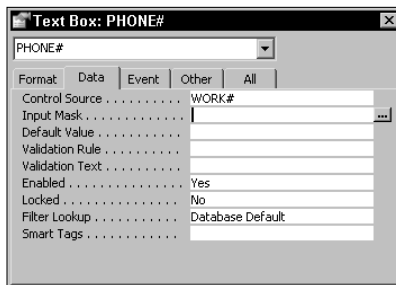 Text Box: PHONE#
PHONE#
Format Data Event Other All
Control Source . . . . . . . . . . WORK#
Input Mask . . . . . . . . . . . . . ...
Default Value . . . . . . . . . . .
Validation Rule . . . . . . . . . .
Validation Text . . . . . . . . . .
Enabled . . . . . . . . . . . . . . . Yes
Locked . . . . . . . . . . . . . . . . No
Filter Lookup . . . . . . . . . . . Database Default
Smart Tags . . . . . . . . . . . .